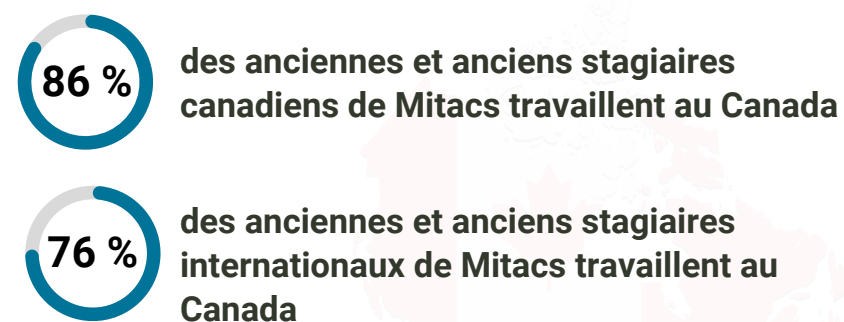 86 %
des anciennes et anciens stagiaires
canadiens de Mitacs travaillent au Canada
76 %
des anciennes et anciens stagiaires
internationaux de Mitacs travaillent au
Canada